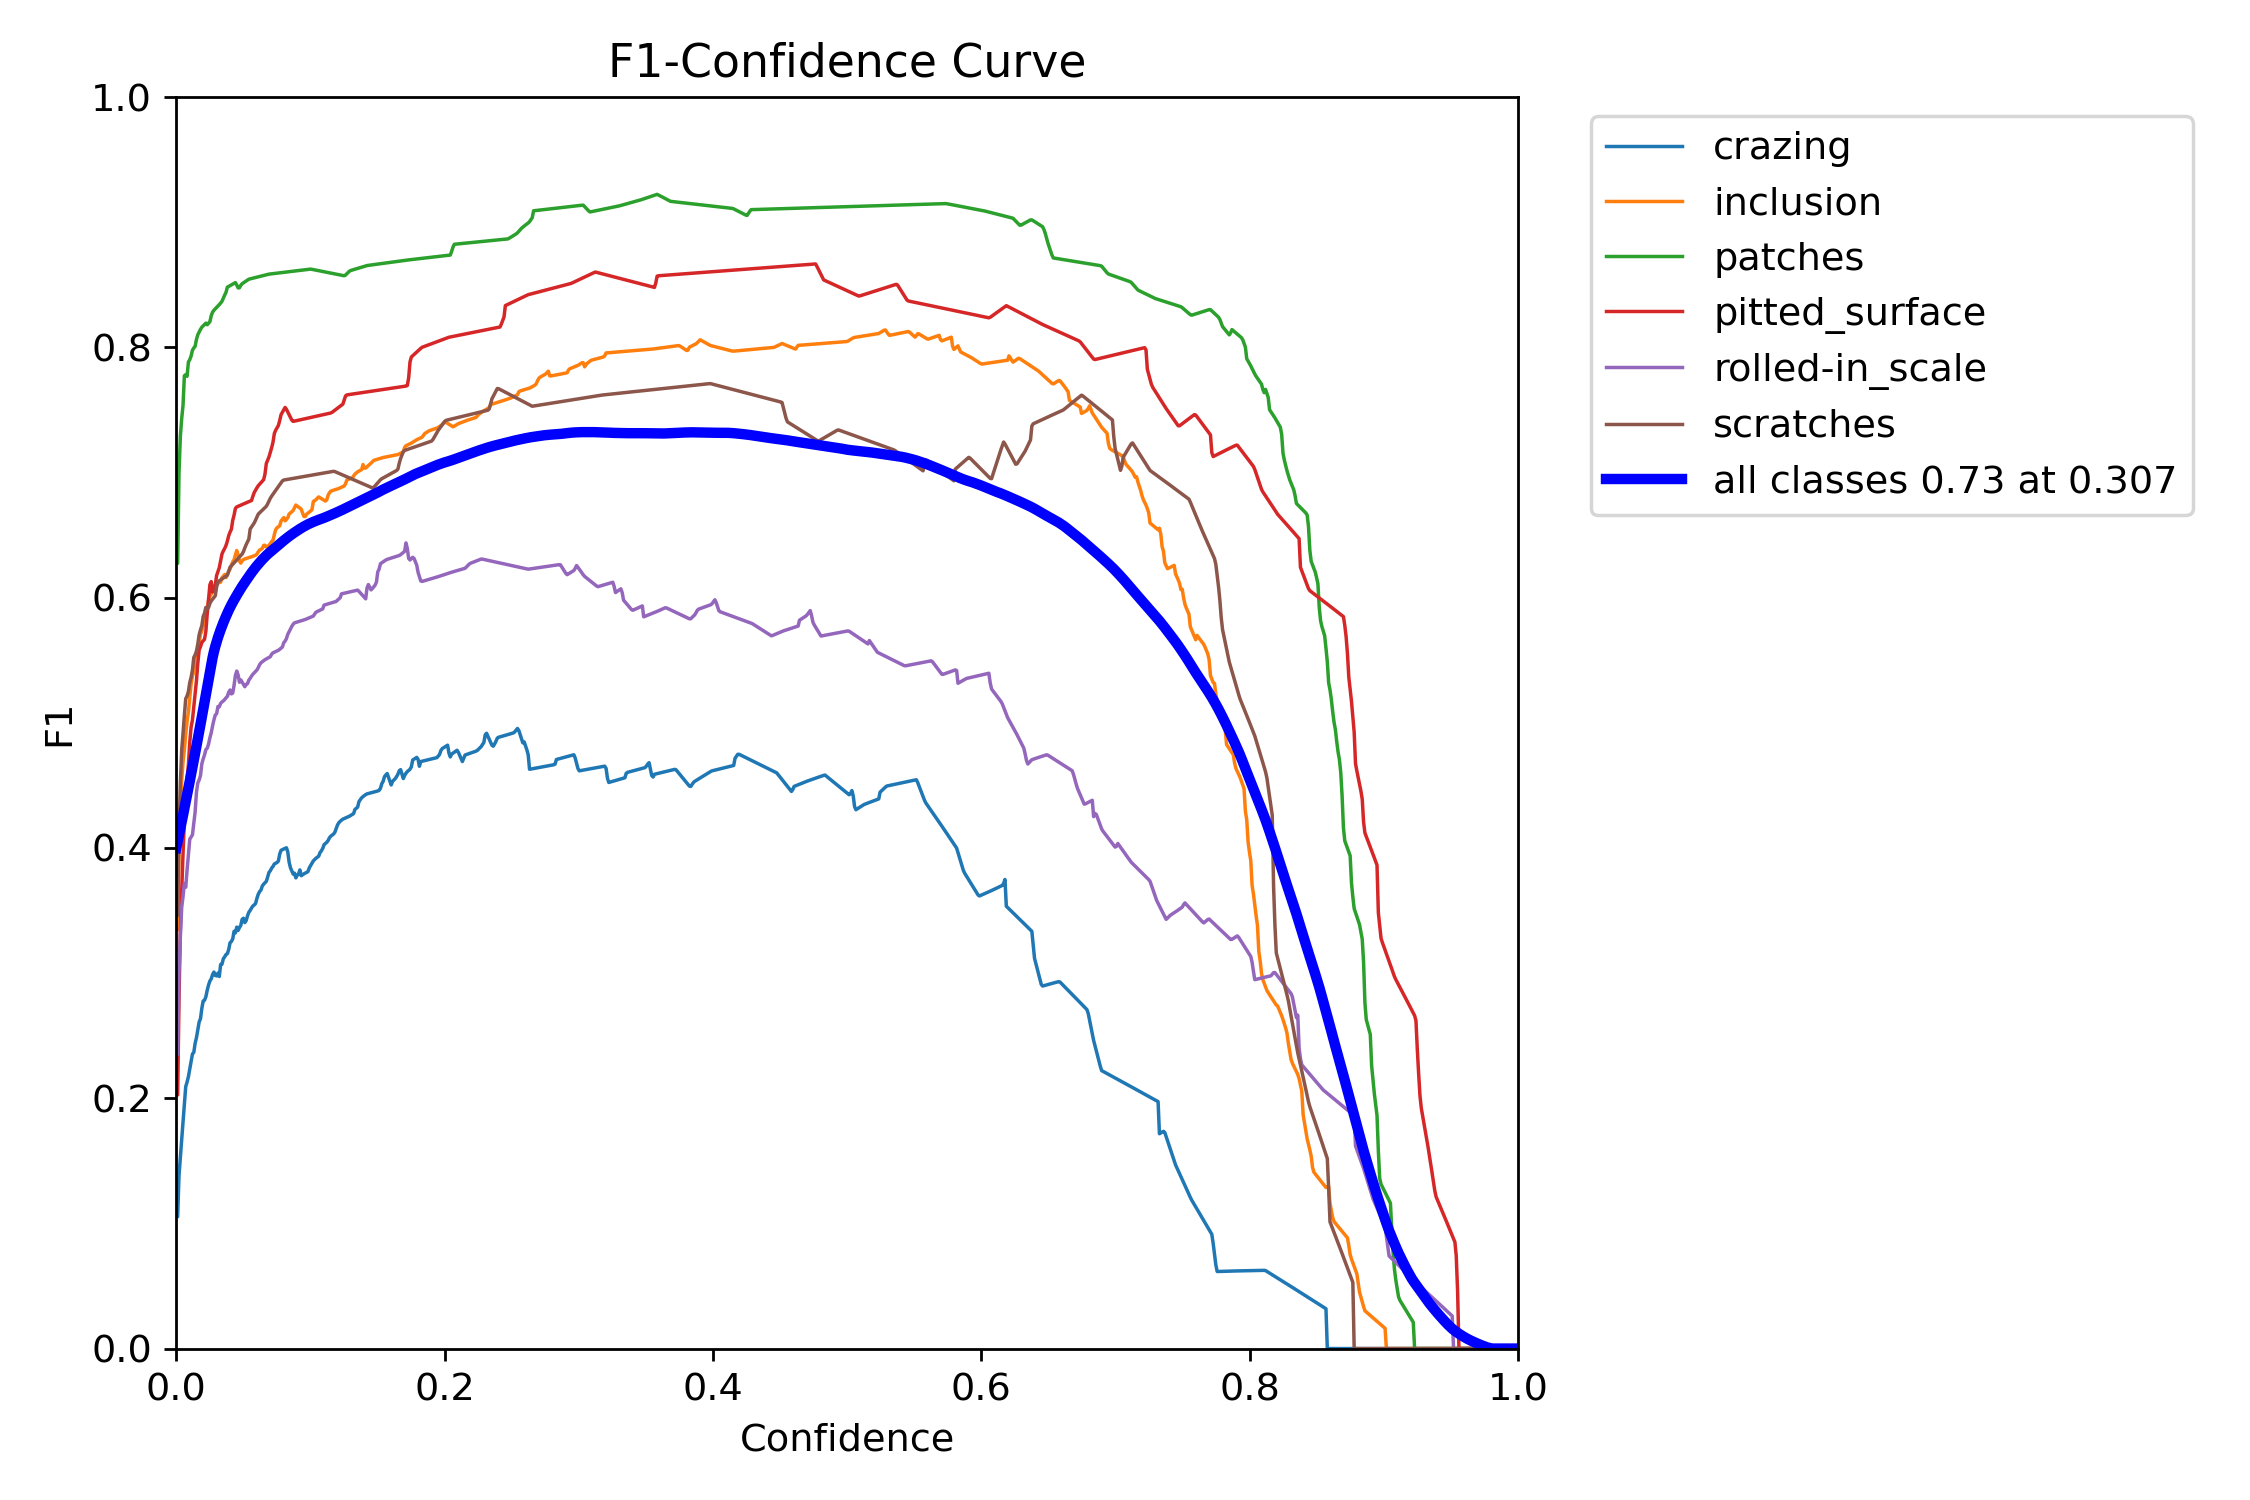 F1-Confidence Curve
1.0
0.8
0.6
0.4
0.2
0.0
F1
0.0 0.2 0.4 0.6 0.8 1.0
Confidence
crazing
inclusion
patches
pitted_surface
rolled-in_scale
scratches
all classes 0.73 at 0.307